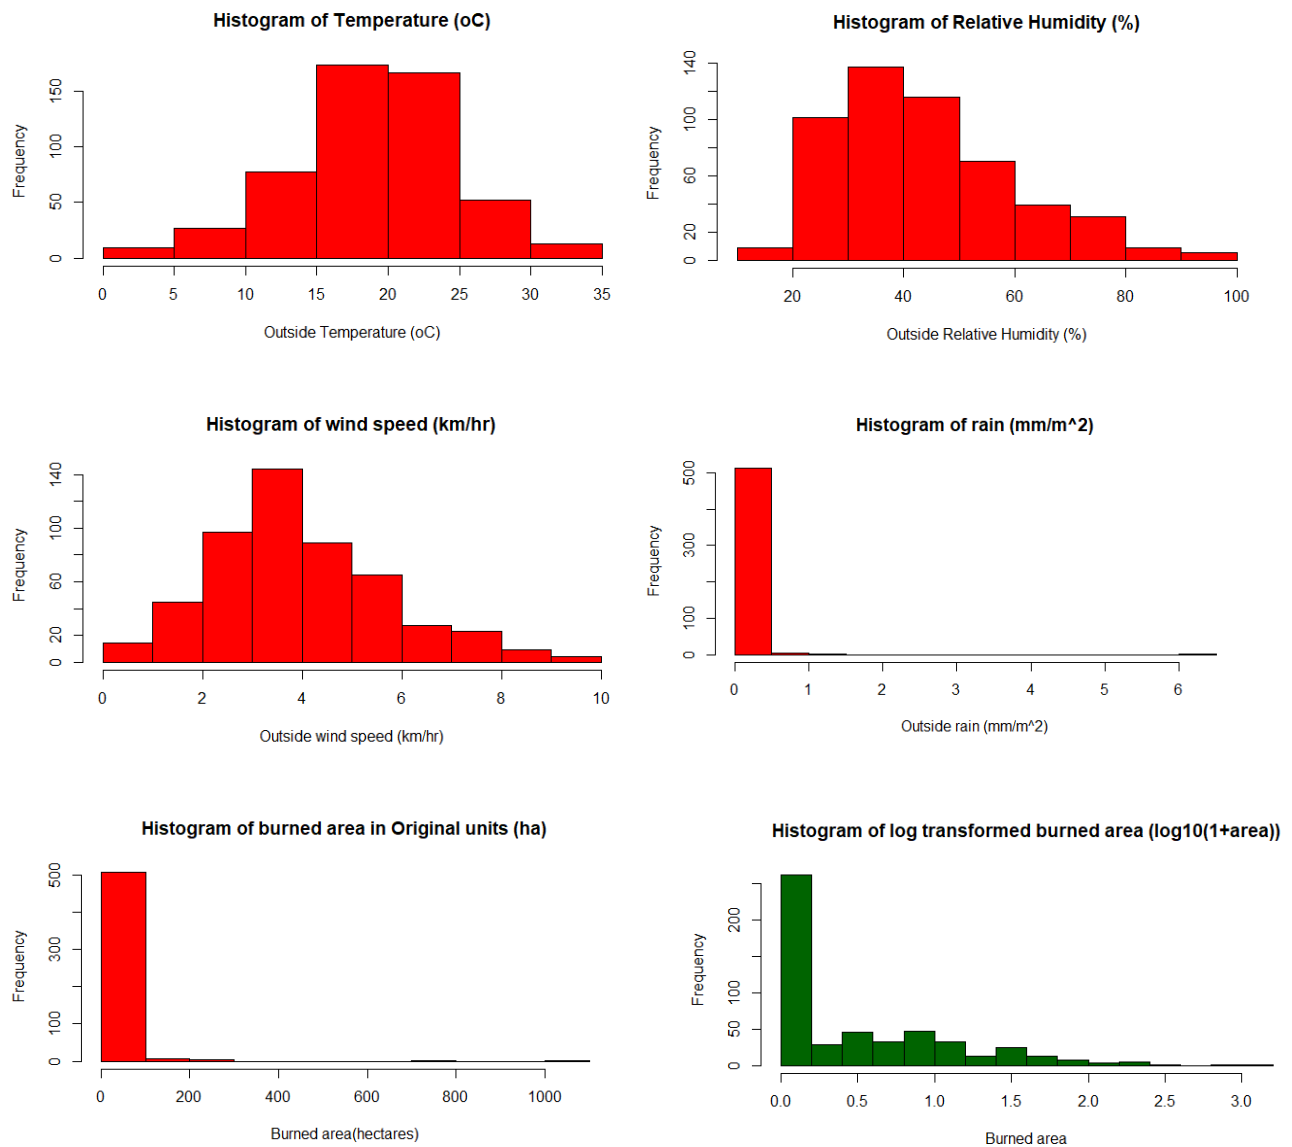 Histogram of Temperature (oC)
Frequency
0 50 100 150
0 5 10 15 20 25 30 35
Outside Temperature (oC)
Histogram of Relative Humidity (%)
Frequency
0 20 60 100 140
20 40 60 80 100
Outside Relative Humidity (%)
Histogram of wind speed (km/hr)
Frequency
0 20 60 100 140
0 2 4 6 8 10
Outside wind speed (km/hr)
Histogram of rain (mm/m^2)
Frequency
0 100 300 500
0 1 2 3 4 5 6
Outside rain (mm/m^2)
Histogram of burned area in Original units (ha)
Frequency
0 100 300 500
0 200 400 600 800 1000
Burned area(hectares)
Histogram of log transformed burned area (log10(1+area))
Frequency
0 50 100 200
0.0 0.5 1.0 1.5 2.0 2.5 3.0
Burned area